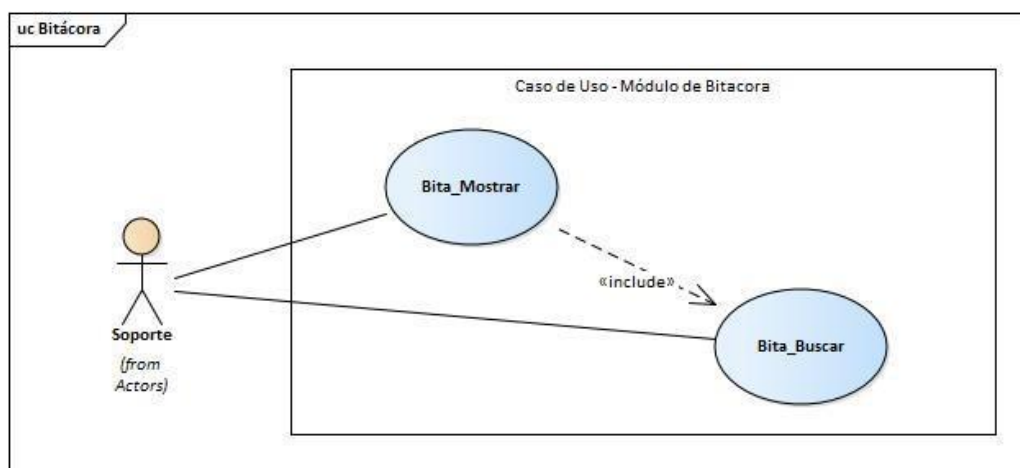 uc Bitácora
Caso de Uso - Módulo de Bitacora
Bita_Mostrar
«include»
Bita_Buscar
Soporte
(from
Actors)